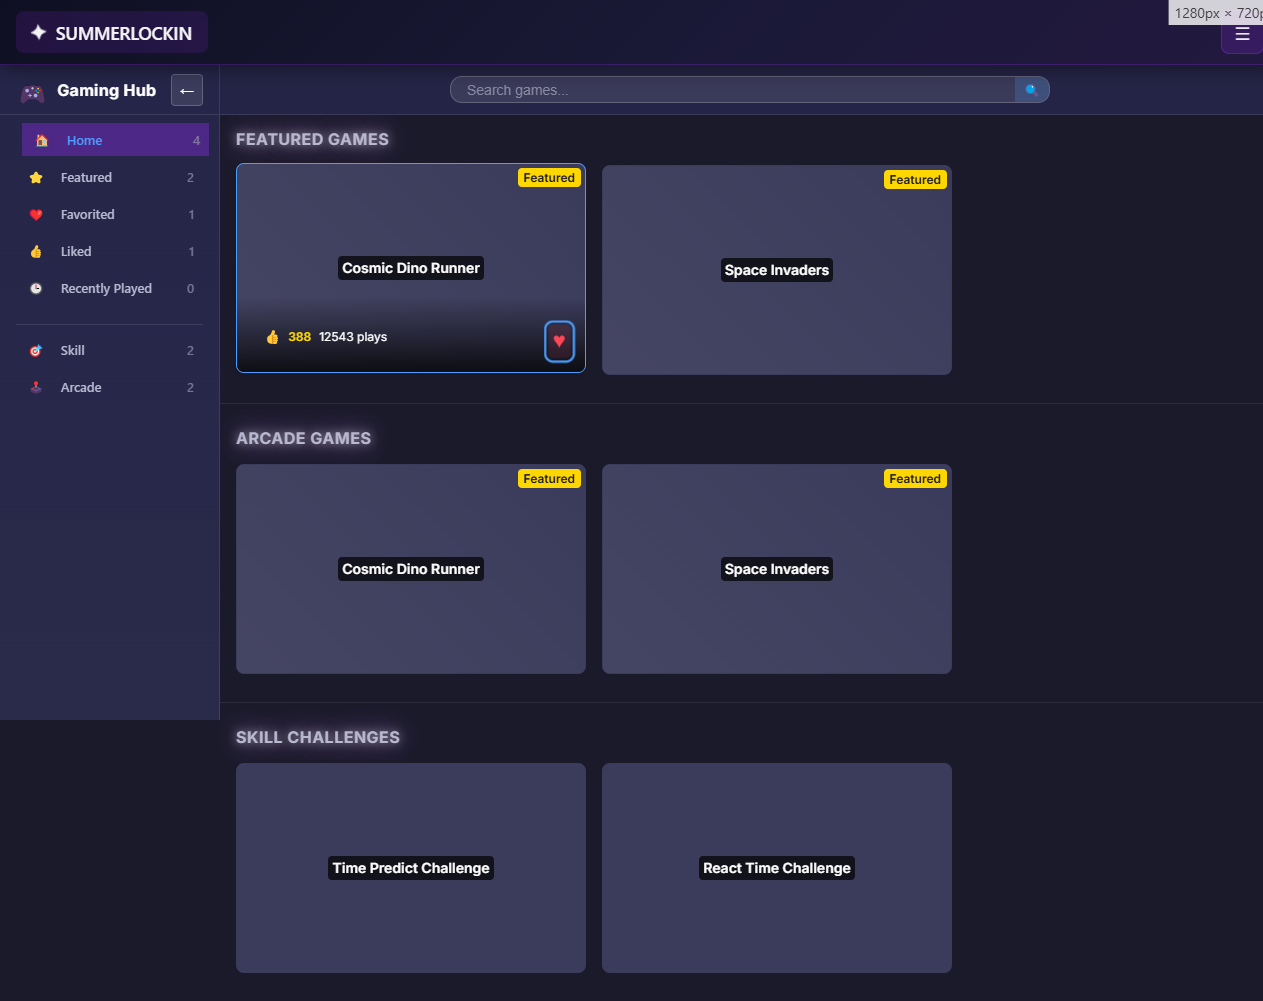 1280px × 720p
SUMMERLOCKIN
Gaming Hub
Search games...
Home 4
Featured 2
Favorited 1
Liked 1
Recently Played 0
Skill 2
Arcade 2
FEATURED GAMES
Featured
Cosmic Dino Runner
388 12543 plays
Featured
Space Invaders
ARCADE GAMES
Featured
Cosmic Dino Runner
Featured
Space Invaders
SKILL CHALLENGES
Time Predict Challenge
React Time Challenge